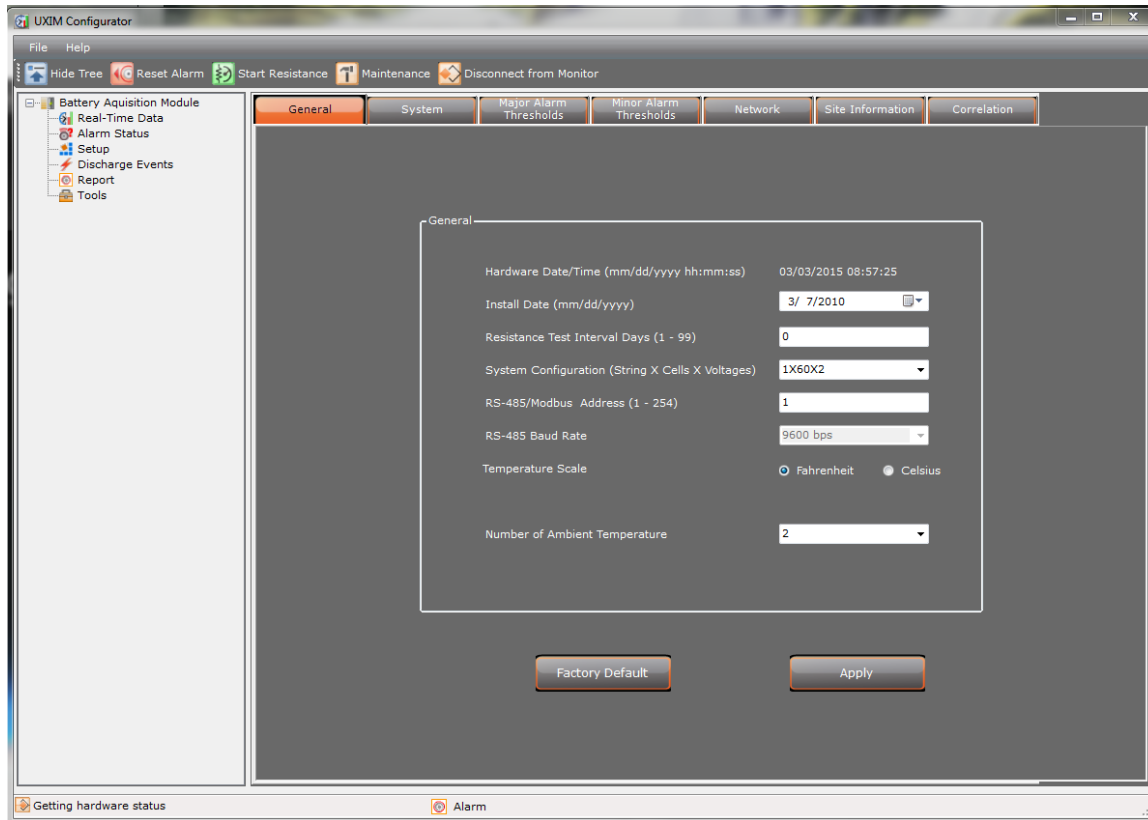 UXIM Configurator
File Help
Hide Tree Reset Alarm Start Resistance Maintenance Disconnect from Monitor
Battery Aquisition Module
Real-Time Data
Alarm Status
Setup
Discharge Events
Report
Tools
General System Major Alarm Thresholds Minor Alarm Thresholds Network Site Information Correlation
General
Hardware Date/Time (mm/dd/yyyy hh:mm:ss) 03/03/2015 08:57:25
Install Date (mm/dd/yyyy) 3/ 7/2010
Resistance Test Interval Days (1 - 99) 0
System Configuration (String X Cells X Voltages) 1X60X2
RS-485/Modbus Address (1 - 254) 1
RS-485 Baud Rate 9600 bps
Temperature Scale Fahrenheit Celsius
Number of Ambient Temperature 2
Factory Default Apply
Getting hardware status Alarm